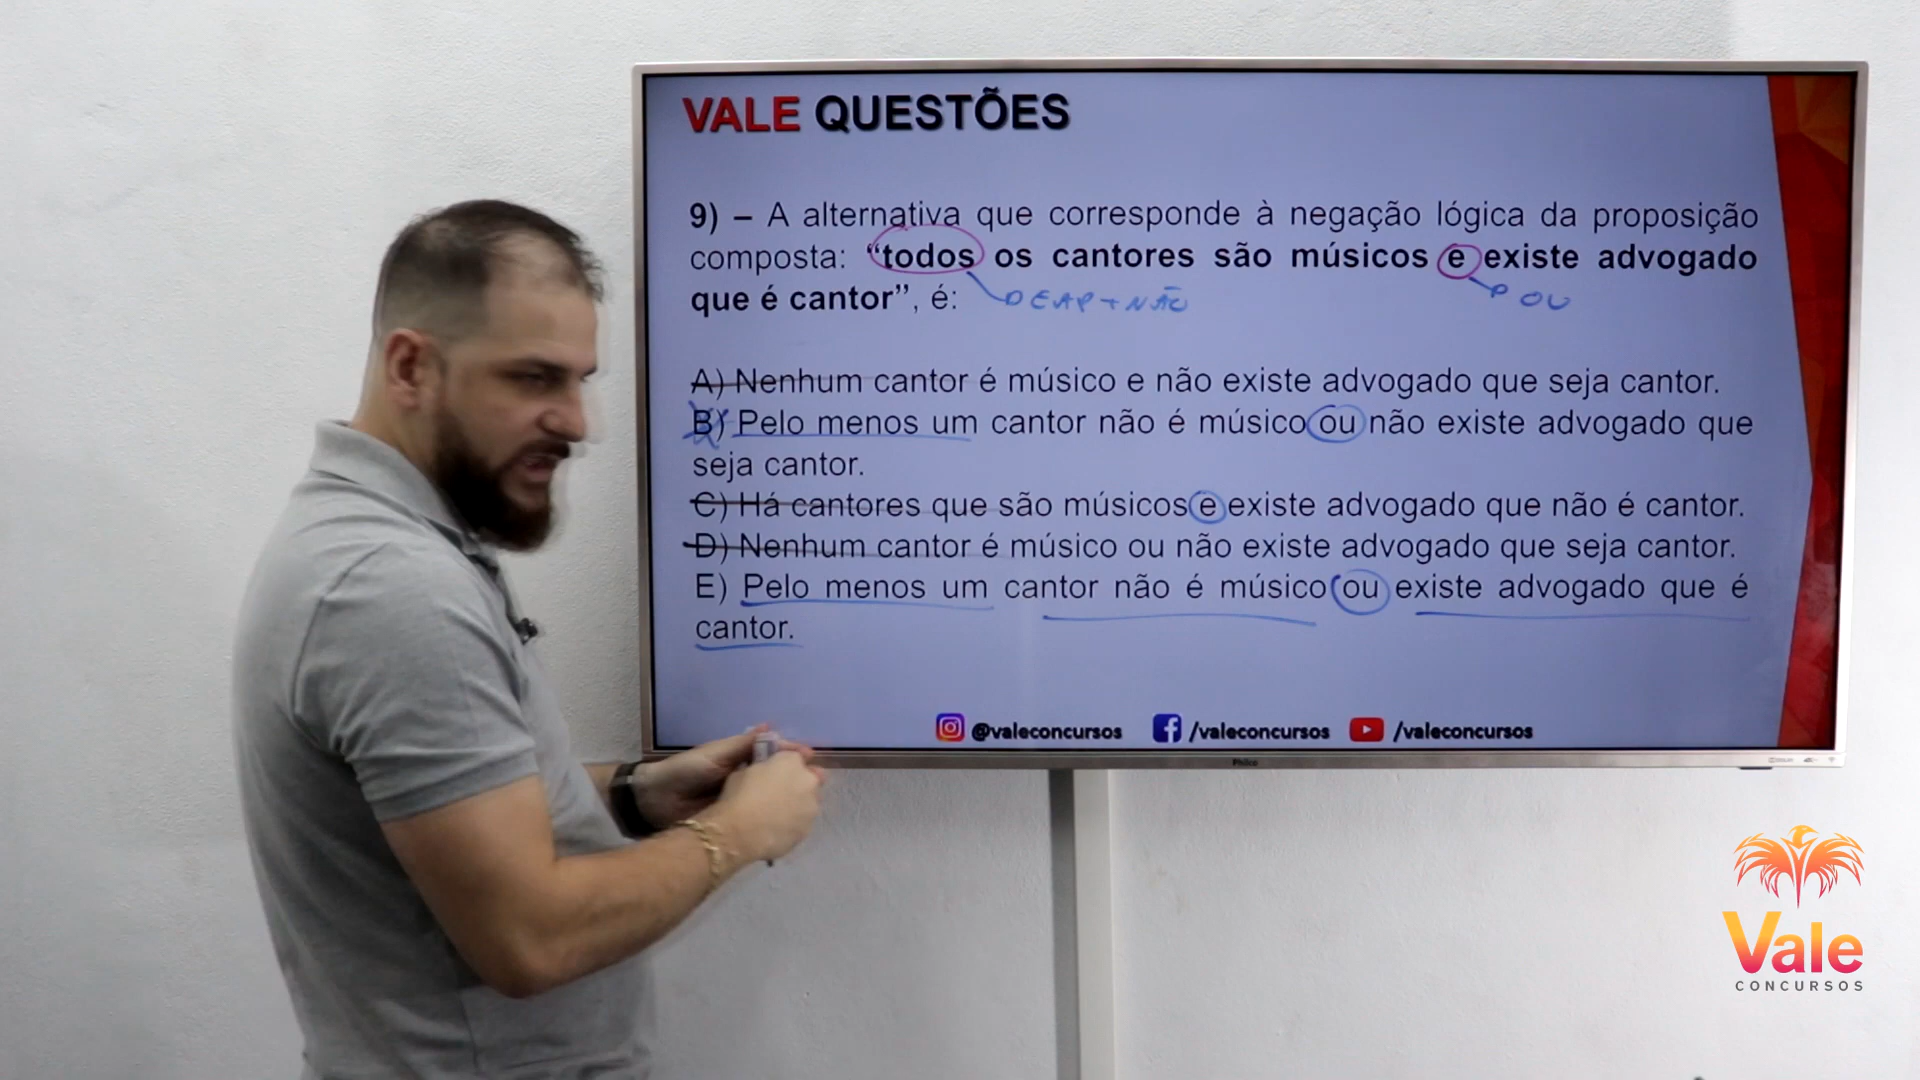 VALE QUESTÕES
9) – A alternativa que corresponde à negação lógica da proposição
composta: “todos os cantores são músicos e existe advogado
que é cantor”, é:
PEAP + NÃO
OU
A) Nenhum cantor é músico e não existe advogado que seja cantor.
B) Pelo menos um cantor não é músico ou não existe advogado que
seja cantor.
C) Há cantores que são músicos e existe advogado que não é cantor.
D) Nenhum cantor é músico ou não existe advogado que seja cantor.
E) Pelo menos um cantor não é músico ou existe advogado que é
cantor.
@valeconcursos /valeconcursos /valeconcursos
Philco
Vale
CONCURSOS